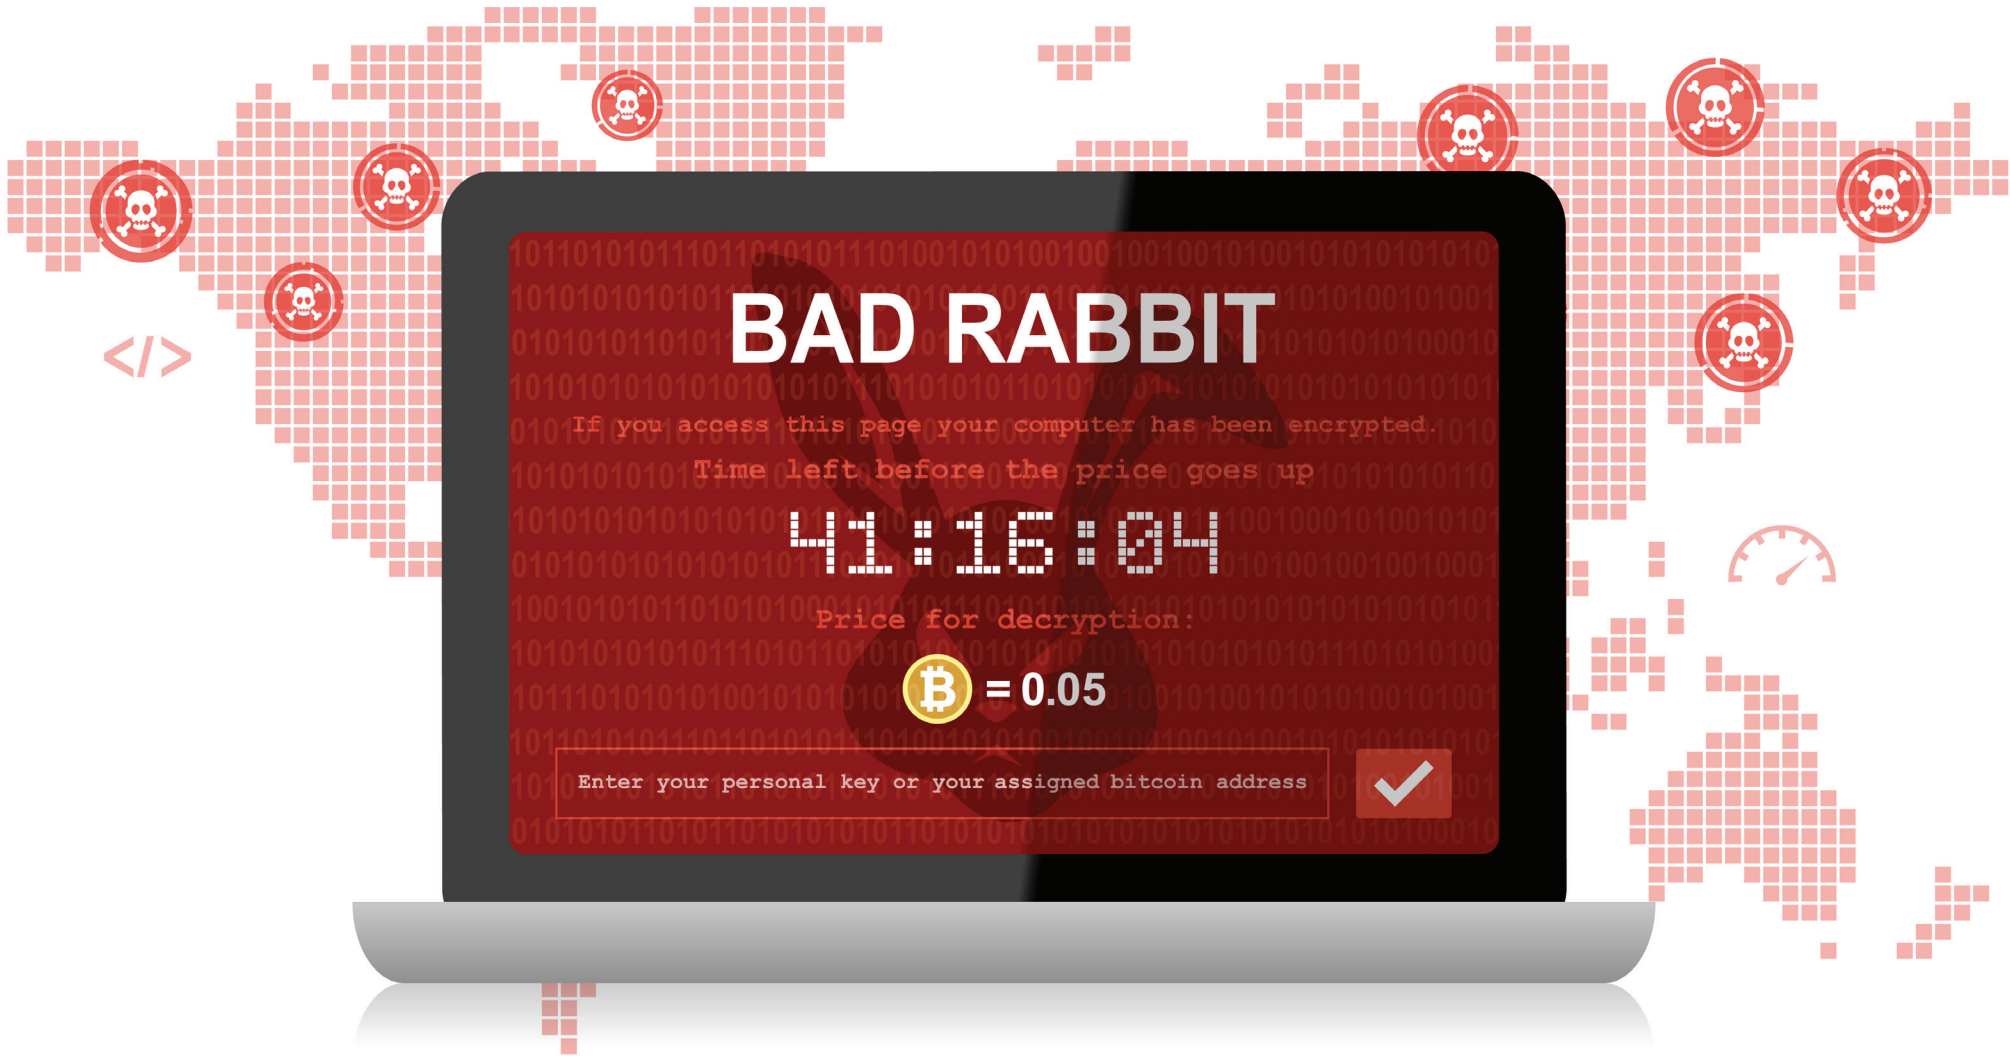 BAD RABBIT
If you access this page your computer has been encrypted.
Time left before the price goes up
41:16:04
Price for decryption:
₿ = 0.05
Enter your personal key or your assigned bitcoin address
</>